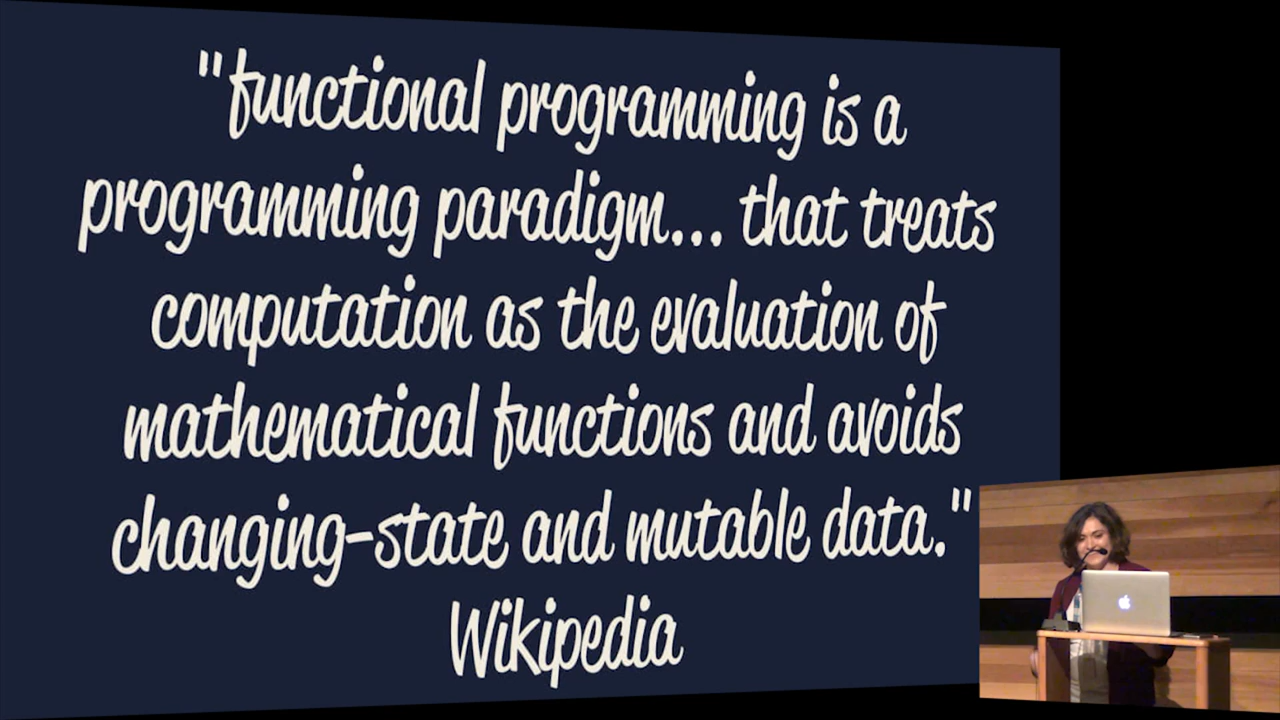 "functional programming is a
programming paradigm... that treats
computation as the evaluation of
mathematical functions and avoids
changing-state and mutable data."
Wikipedia